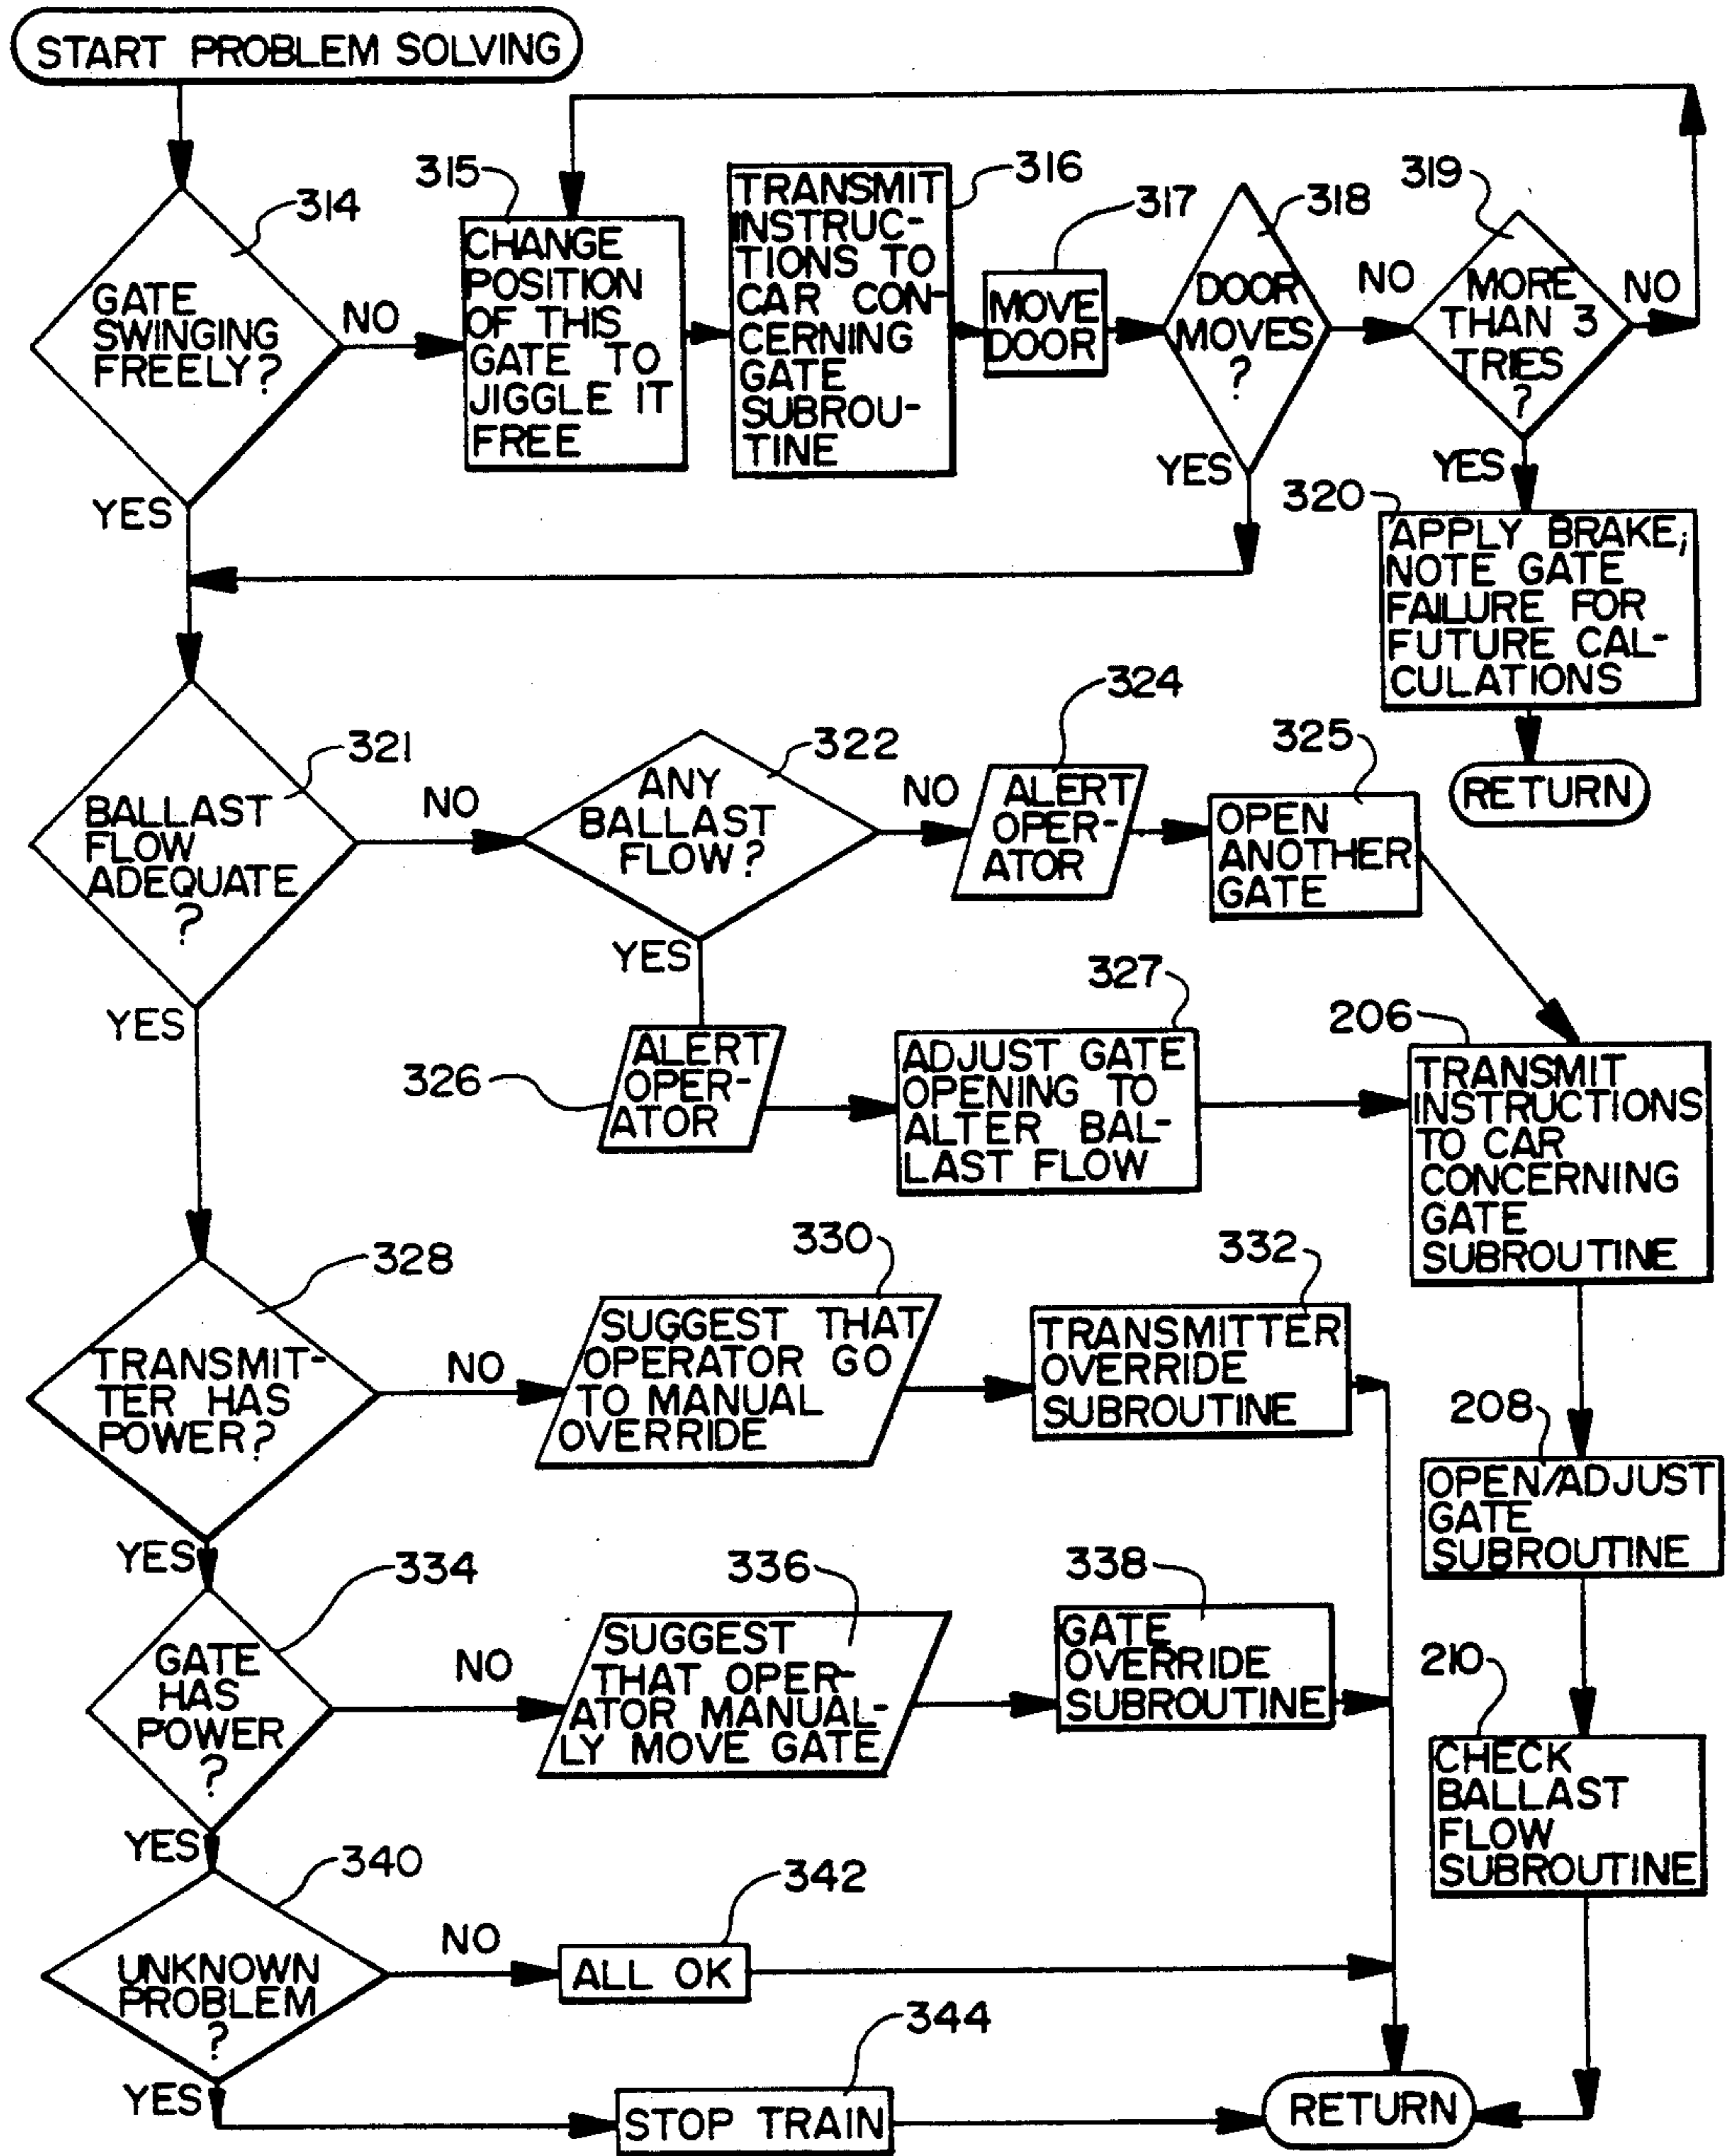 START PROBLEM SOLVING
314
GATE
SWINGING
FREELY?
NO
YES
315
CHANGE
POSITION
OF THIS
GATE TO
JIGGLE IT
FREE
316
TRANSMIT
INSTRUC-
TIONS TO
CAR CON-
CERNING
GATE
SUBROU-
TINE
317
MOVE
DOOR
318
DOOR
MOVES
?
NO
YES
319
MORE
THAN 3
TRIES
?
NO
YES
320
APPLY BRAKE;
NOTE GATE
FAILURE FOR
FUTURE CAL-
CULATIONS
RETURN
321
BALLAST
FLOW
ADEQUATE
?
NO
YES
322
ANY
BALLAST
FLOW?
NO
YES
324
ALERT
OPER-
ATOR
325
OPEN
ANOTHER
GATE
326
ALERT
OPER-
ATOR
327
ADJUST GATE
OPENING TO
ALTER BAL-
LAST FLOW
206
TRANSMIT
INSTRUCTIONS
TO CAR
CONCERNING
GATE
SUBROUTINE
328
TRANSMIT-
TER HAS
POWER?
NO
YES
330
SUGGEST THAT
OPERATOR GO
TO MANUAL
OVERRIDE
332
TRANSMITTER
OVERRIDE
SUBROUTINE
208
OPEN/ADJUST
GATE
SUBROUTINE
334
GATE
HAS
POWER
?
NO
YES
336
SUGGEST
THAT OPER-
ATOR MANUAL-
LY MOVE GATE
338
GATE
OVERRIDE
SUBROUTINE
210
CHECK
BALLAST
FLOW
SUBROUTINE
340
UNKNOWN
PROBLEM
?
NO
YES
342
ALL OK
344
STOP TRAIN
RETURN